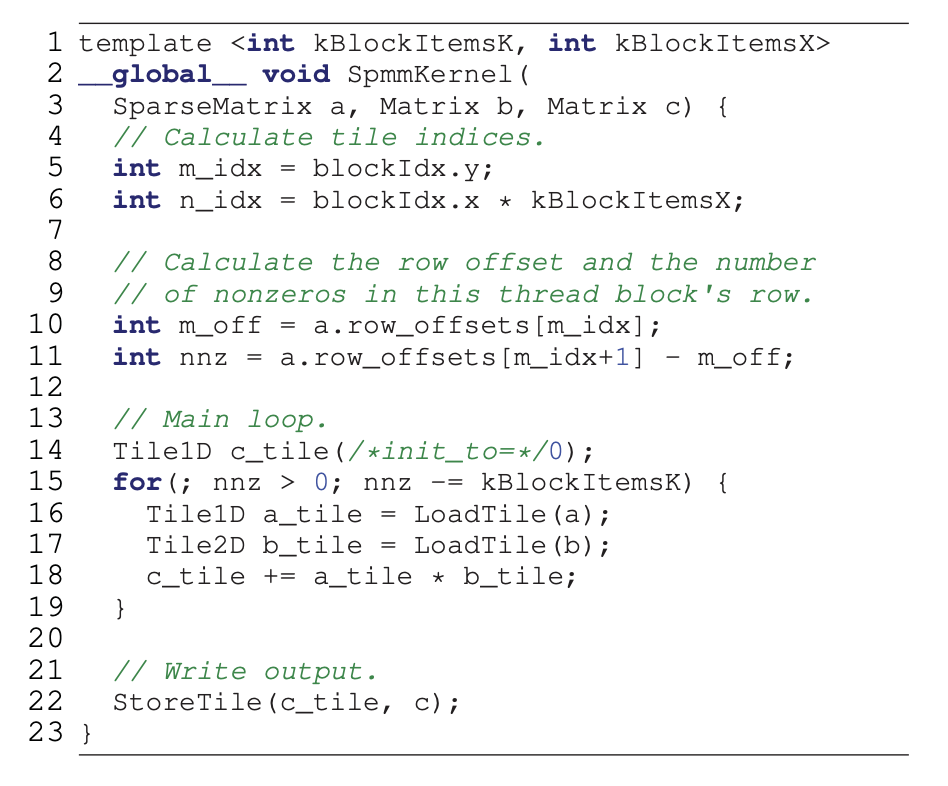 1 template <int kBlockItemsK, int kBlockItemsX>
2 __global__ void SpmmKernel(
3   SparseMatrix a, Matrix b, Matrix c) {
4   // Calculate tile indices.
5   int m_idx = blockIdx.y;
6   int n_idx = blockIdx.x * kBlockItemsX;
7
8   // Calculate the row offset and the number
9   // of nonzeros in this thread block's row.
10   int m_off = a.row_offsets[m_idx];
11   int nnz = a.row_offsets[m_idx+1] - m_off;
12
13   // Main loop.
14   Tile1D c_tile(/*init_to=*/0);
15   for(; nnz > 0; nnz -= kBlockItemsK) {
16     Tile1D a_tile = LoadTile(a);
17     Tile2D b_tile = LoadTile(b);
18     c_tile += a_tile * b_tile;
19   }
20
21   // Write output.
22   StoreTile(c_tile, c);
23 }